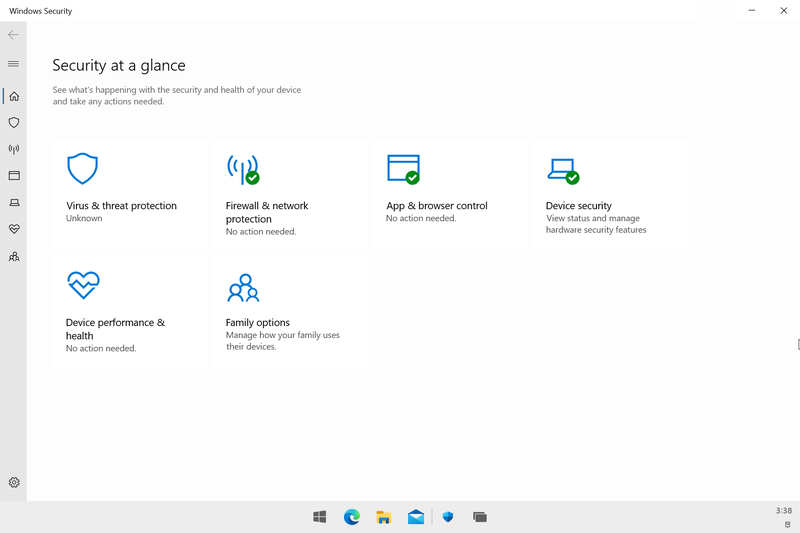 Windows Security
Security at a glance
See what's happening with the security and health of your device
and take any actions needed.
Virus & threat protection
Unknown
Firewall & network
protection
No action needed.
App & browser control
No action needed.
Device security
View status and manage
hardware security features
Device performance &
health
No action needed.
Family options
Manage how your family uses
their devices.
3:38